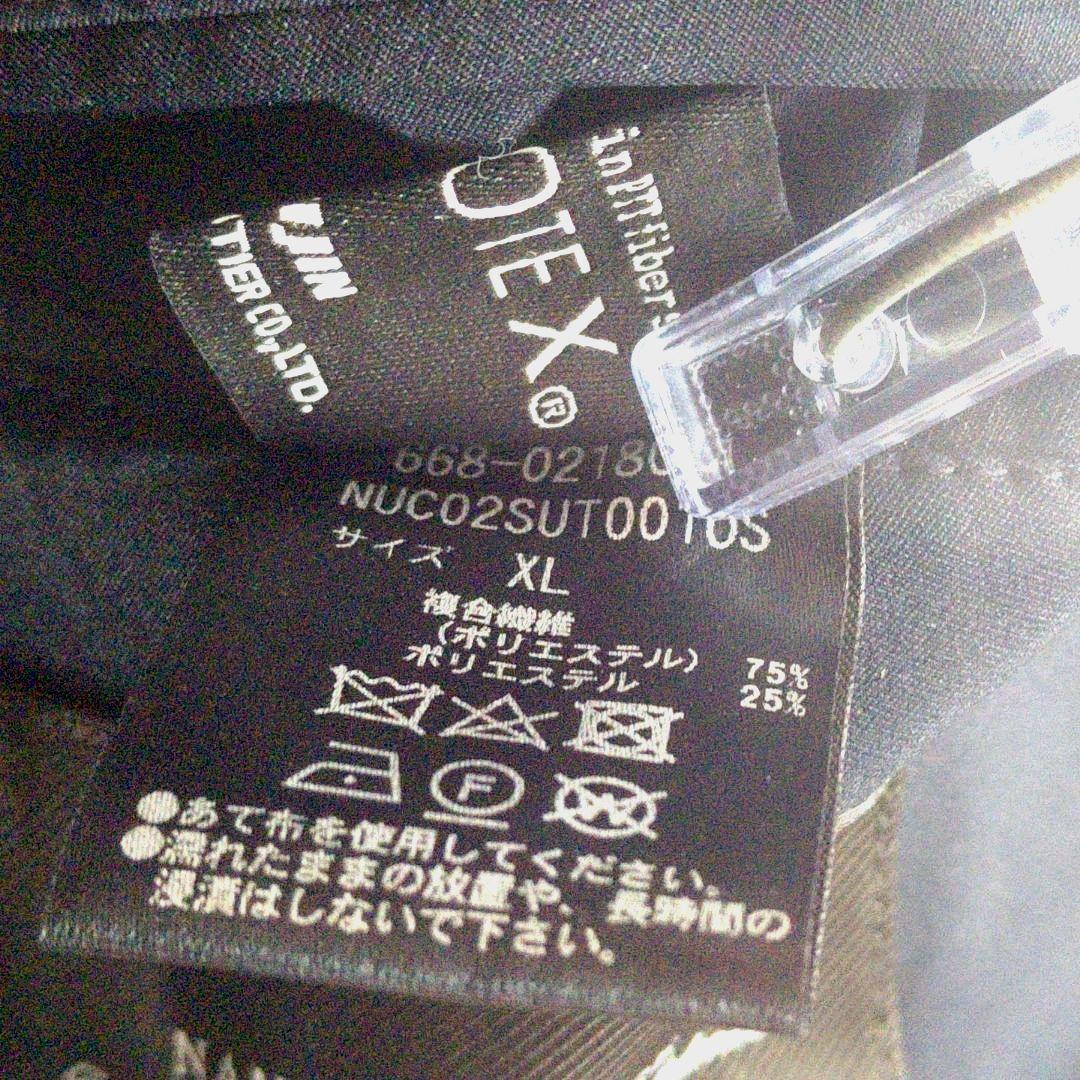 in PTT fiber
OTEX®
JIN
TIER CO.,LTD.
668-0218
NUC02SUT0010S
サイズ XL
複合繊維
(ポリエステル) 75%
ポリエステル 25%
F
W
●あて布を使用してください。
●濡れたままの放置や、長時間の
浸漬はしないで下さい。